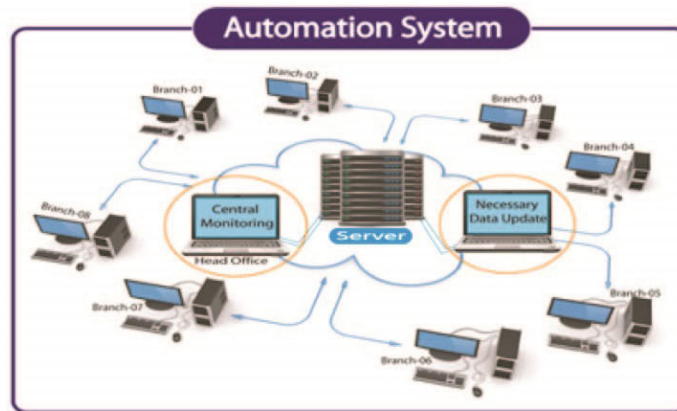 Automation System
Branch-01
Branch-02
Branch-03
Branch-04
Branch-08
Central
Monitoring
Head Office
Server
Necessary
Data Update
Branch-07
Branch-06
Branch-05